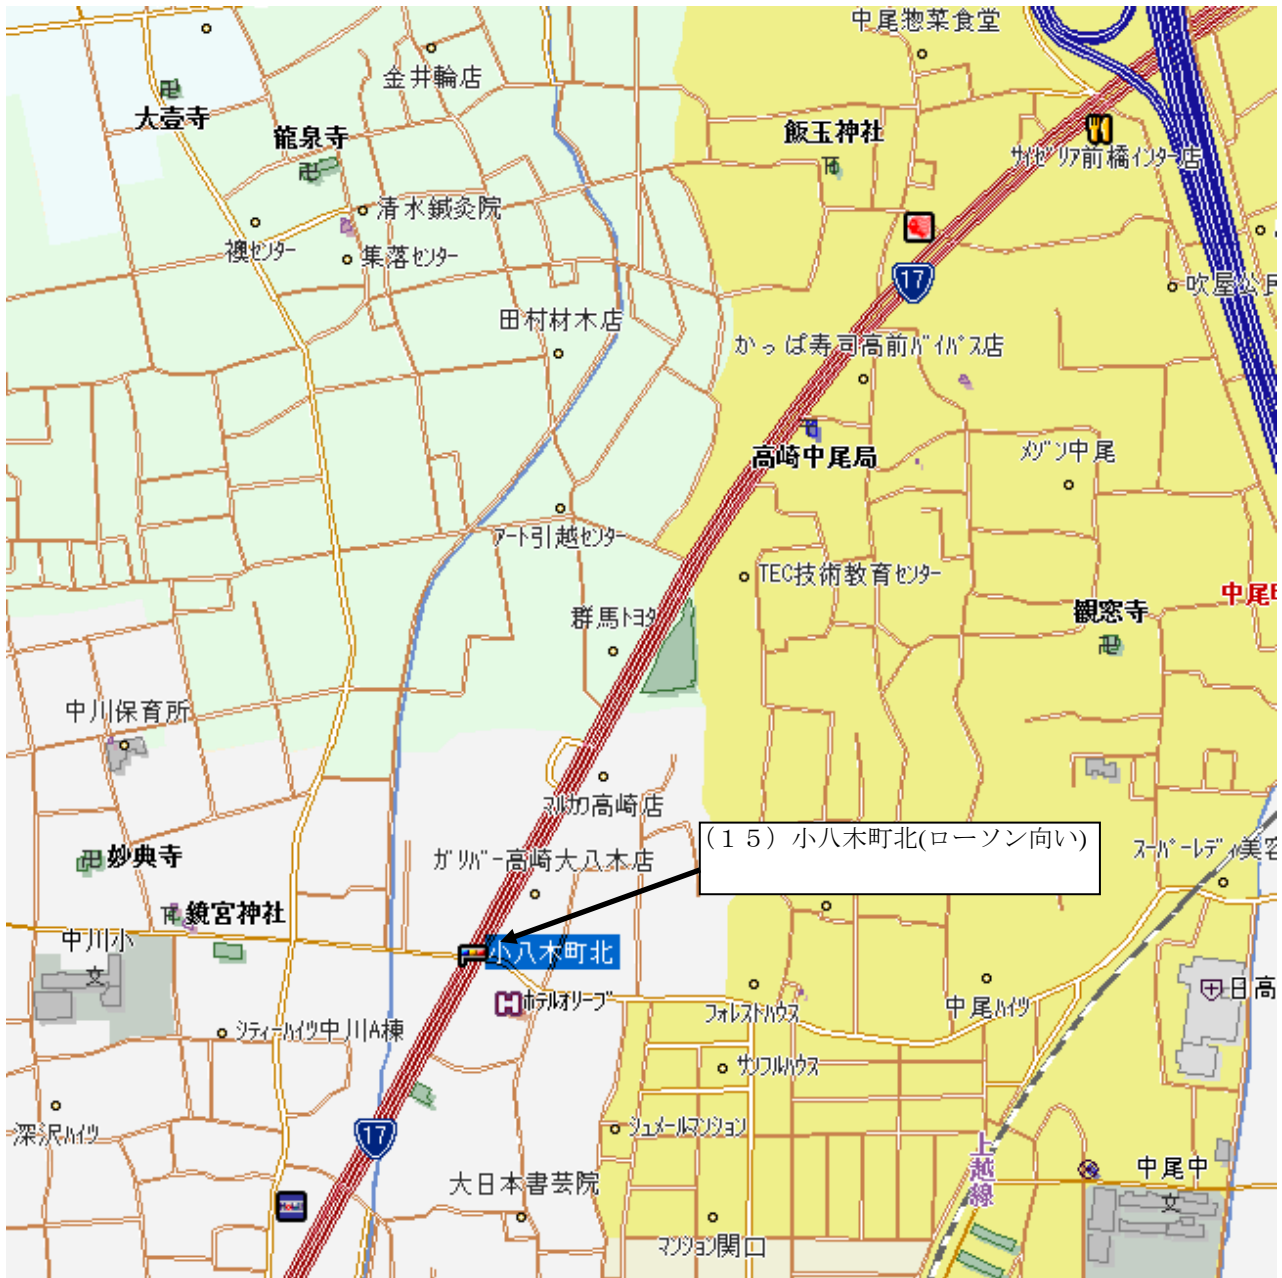 中尾惣菜食堂
金井輪店
大壹寺
龍泉寺
飯玉神社
サイゼリア前橋インター店
清水鍼灸院
襖センター
集落センター
17
吹屋公民
田村材木店
かっぱ寿司高前バイパス店
高崎中尾局
メゾン中尾
アート引越センター
TEC技術教育センター
中尾町
群馬トヨタ
観窓寺
中川保育所
マルカワ高崎店
(15) 小八木町北(ローソン向い)
スーパーレディ美容
ガリバー高崎大八木店
妙典寺
鏡宮神社
中川小
文
小八木町北
日高
ホテルオリーブ
フォレストハウス
中尾ハイツ
シティーハイツ中川A棟
サンフルハウス
深沢ハイツ
17
シュメールマンション
上越線
中尾中
文
大日本書芸院
マンション関口